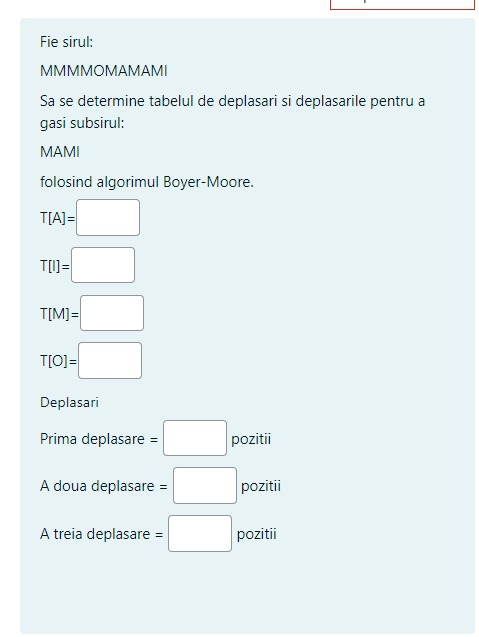 Fie sirul:
MMMMOMAMAMI
Sa se determine tabelul de deplasari si deplasarile pentru a
gasi subsirul:
MAMI
folosind algorimul Boyer-Moore.
T[A]=
T[I]=
T[M]=
T[O]=
Deplasari
Prima deplasare = pozitii
A doua deplasare = pozitii
A treia deplasare = pozitii